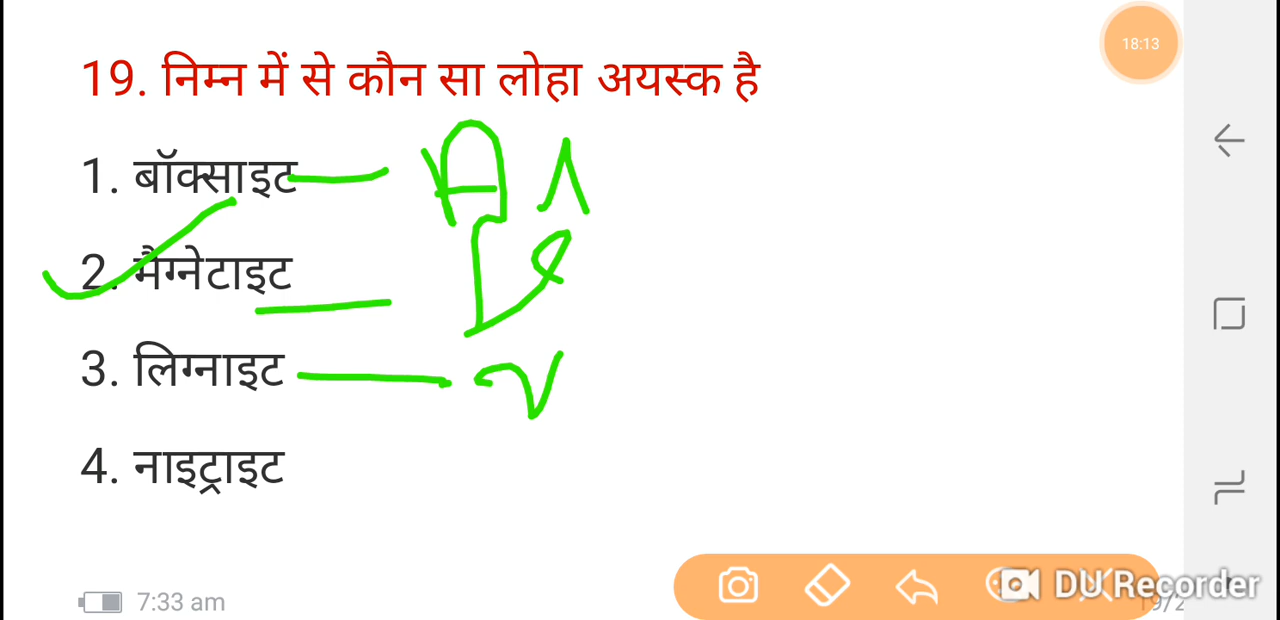 18:13
19. निम्न में से कौन सा लोहा अयस्क है
1. बॉक्साइट
2. मैग्नेटाइट
3. लिग्नाइट
4. नाइट्राइट
7:33 am
DU Recorder